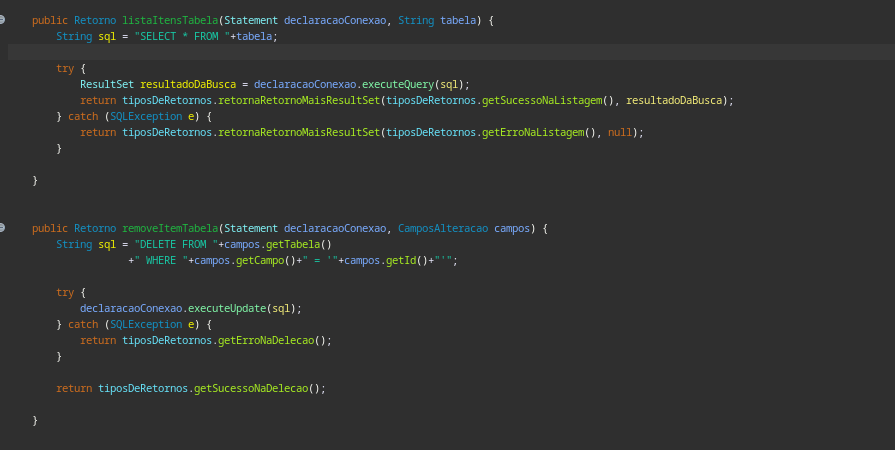 public Retorno listaItensTabela(Statement declaracaoConexao, String tabela) {
String sql = "SELECT * FROM "+tabela;
try {
ResultSet resultadoDaBusca = declaracaoConexao.executeQuery(sql);
return tiposDeRetornos.retornaRetornoMaisResultSet(tiposDeRetornos.getSucessoNaListagem(), resultadoDaBusca);
} catch (SQLException e) {
return tiposDeRetornos.retornaRetornoMaisResultSet(tiposDeRetornos.getErroNaListagem(), null);
}
}
public Retorno removeItemTabela(Statement declaracaoConexao, CamposAlteracao campos) {
String sql = "DELETE FROM "+campos.getTabela()
+" WHERE "+campos.getCampo()+" = '"+campos.getId()+"'";
try {
declaracaoConexao.executeUpdate(sql);
} catch (SQLException e) {
return tiposDeRetornos.getErroNaDelecao();
}
return tiposDeRetornos.getSucessoNaDelecao();
}